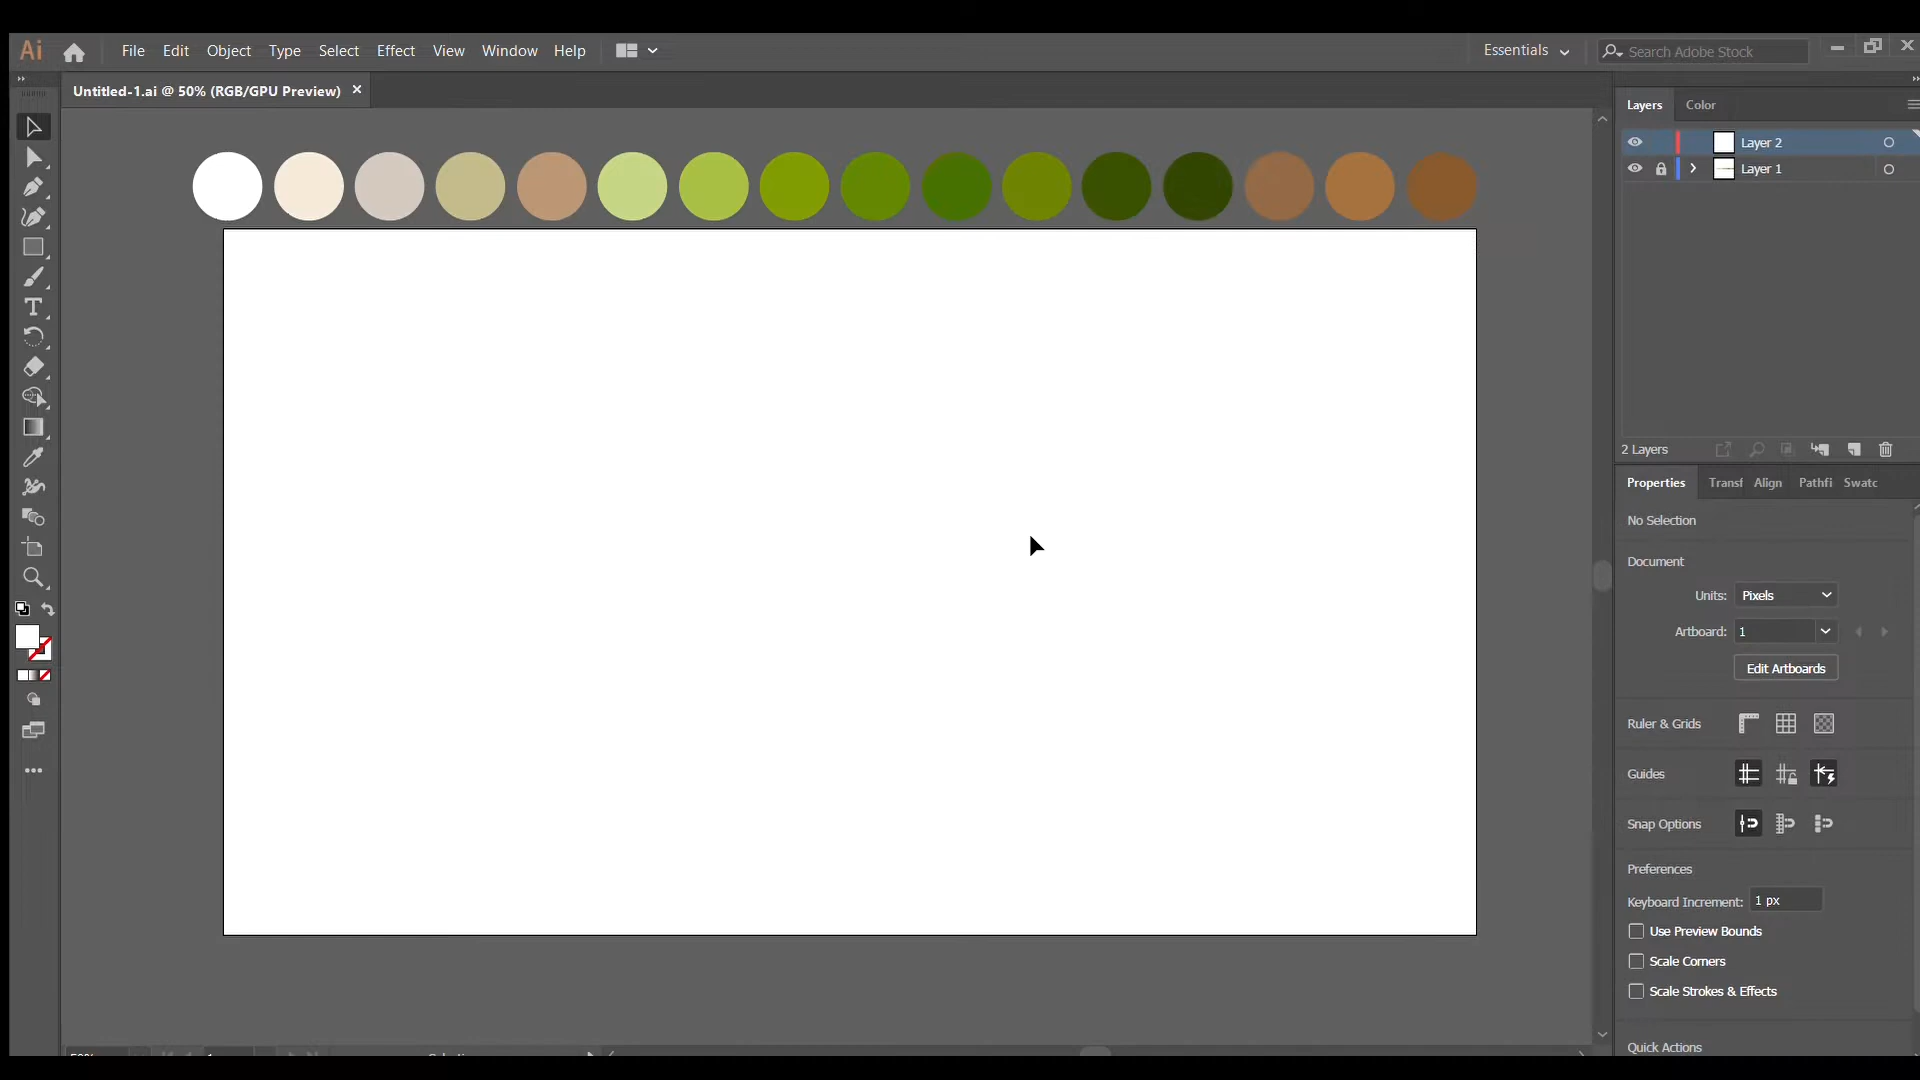 Ai File Edit Object Type Select Effect View Window Help Essentials Search Adobe Stock
Untitled-1.ai @ 50% (RGB/GPU Preview)
Layers Color
Layer 2
Layer 1
2 Layers
Properties Transf Align Pathfi Swatc
No Selection
Document
Units: Pixels
Artboard: 1
Edit Artboards
Ruler & Grids
Guides
Snap Options
Preferences
Keyboard Increment: 1 px
Use Preview Bounds
Scale Corners
Scale Strokes & Effects
Quick Actions